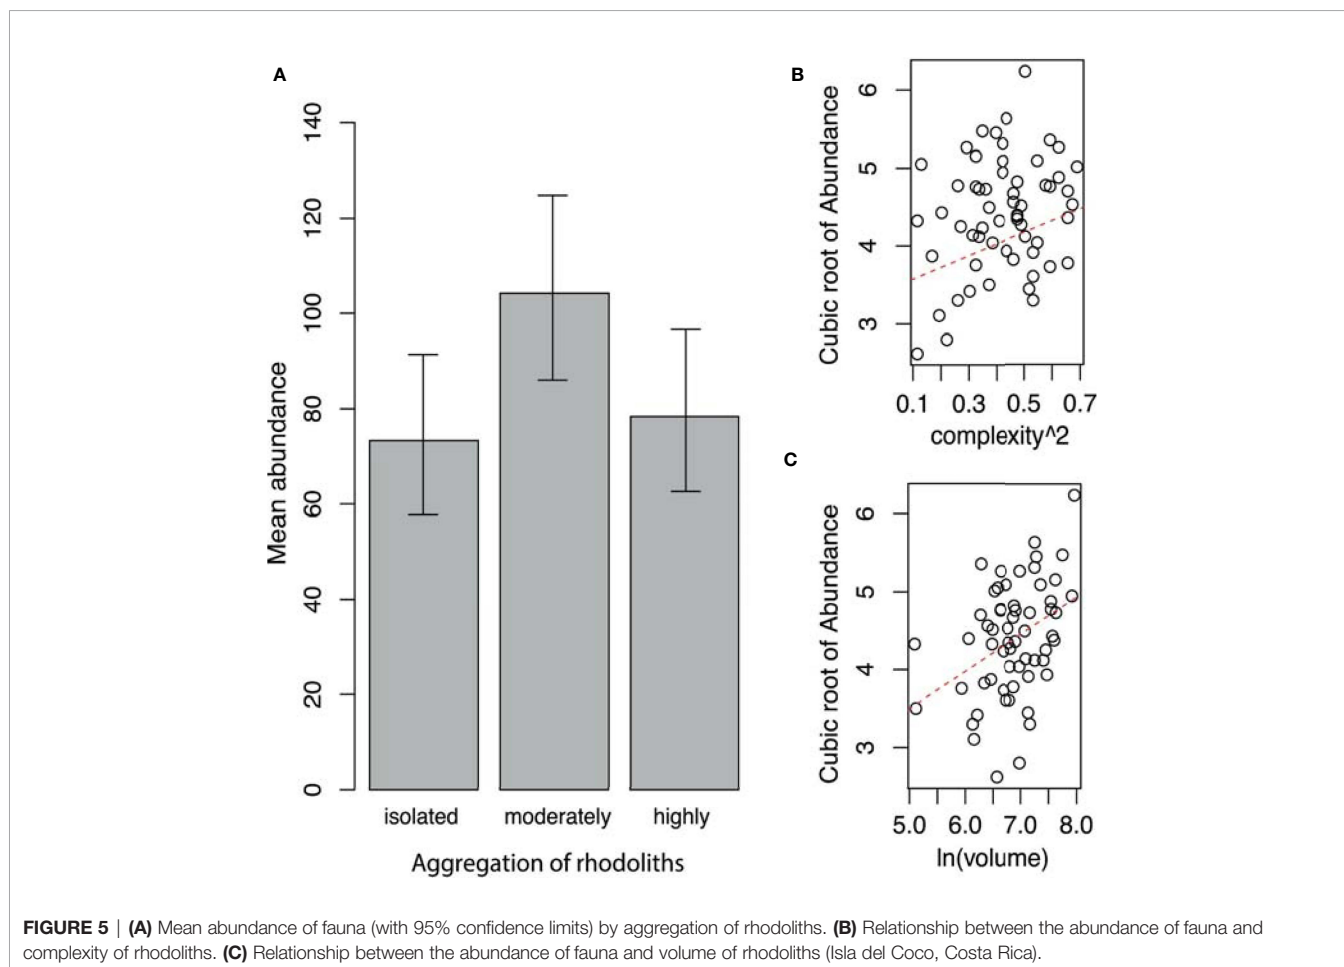 A
Mean abundance
140
120
100
80
60
40
20
0
isolated moderately highly
Aggregation of rhodoliths
B
Cubic root of Abundance
6
5
4
3
0.1 0.3 0.5 0.7
complexity^2
C
Cubic root of Abundance
6
5
4
3
5.0 6.0 7.0 8.0
ln(volume)
FIGURE 5 | (A) Mean abundance of fauna (with 95% confidence limits) by aggregation of rhodoliths. (B) Relationship between the abundance of fauna and
complexity of rhodoliths. (C) Relationship between the abundance of fauna and volume of rhodoliths (Isla del Coco, Costa Rica).